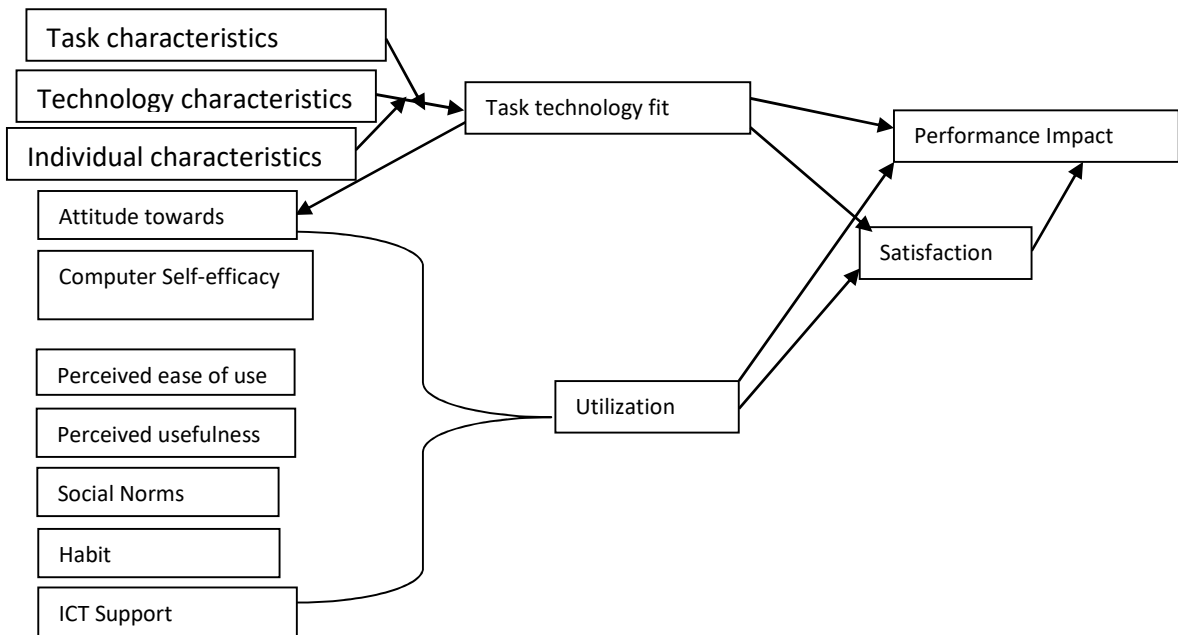 Task characteristics
Technology characteristics
Individual characteristics
Task technology fit
Performance Impact
Attitude towards
Satisfaction
Computer Self-efficacy
Perceived ease of use
Utilization
Perceived usefulness
Social Norms
Habit
ICT Support